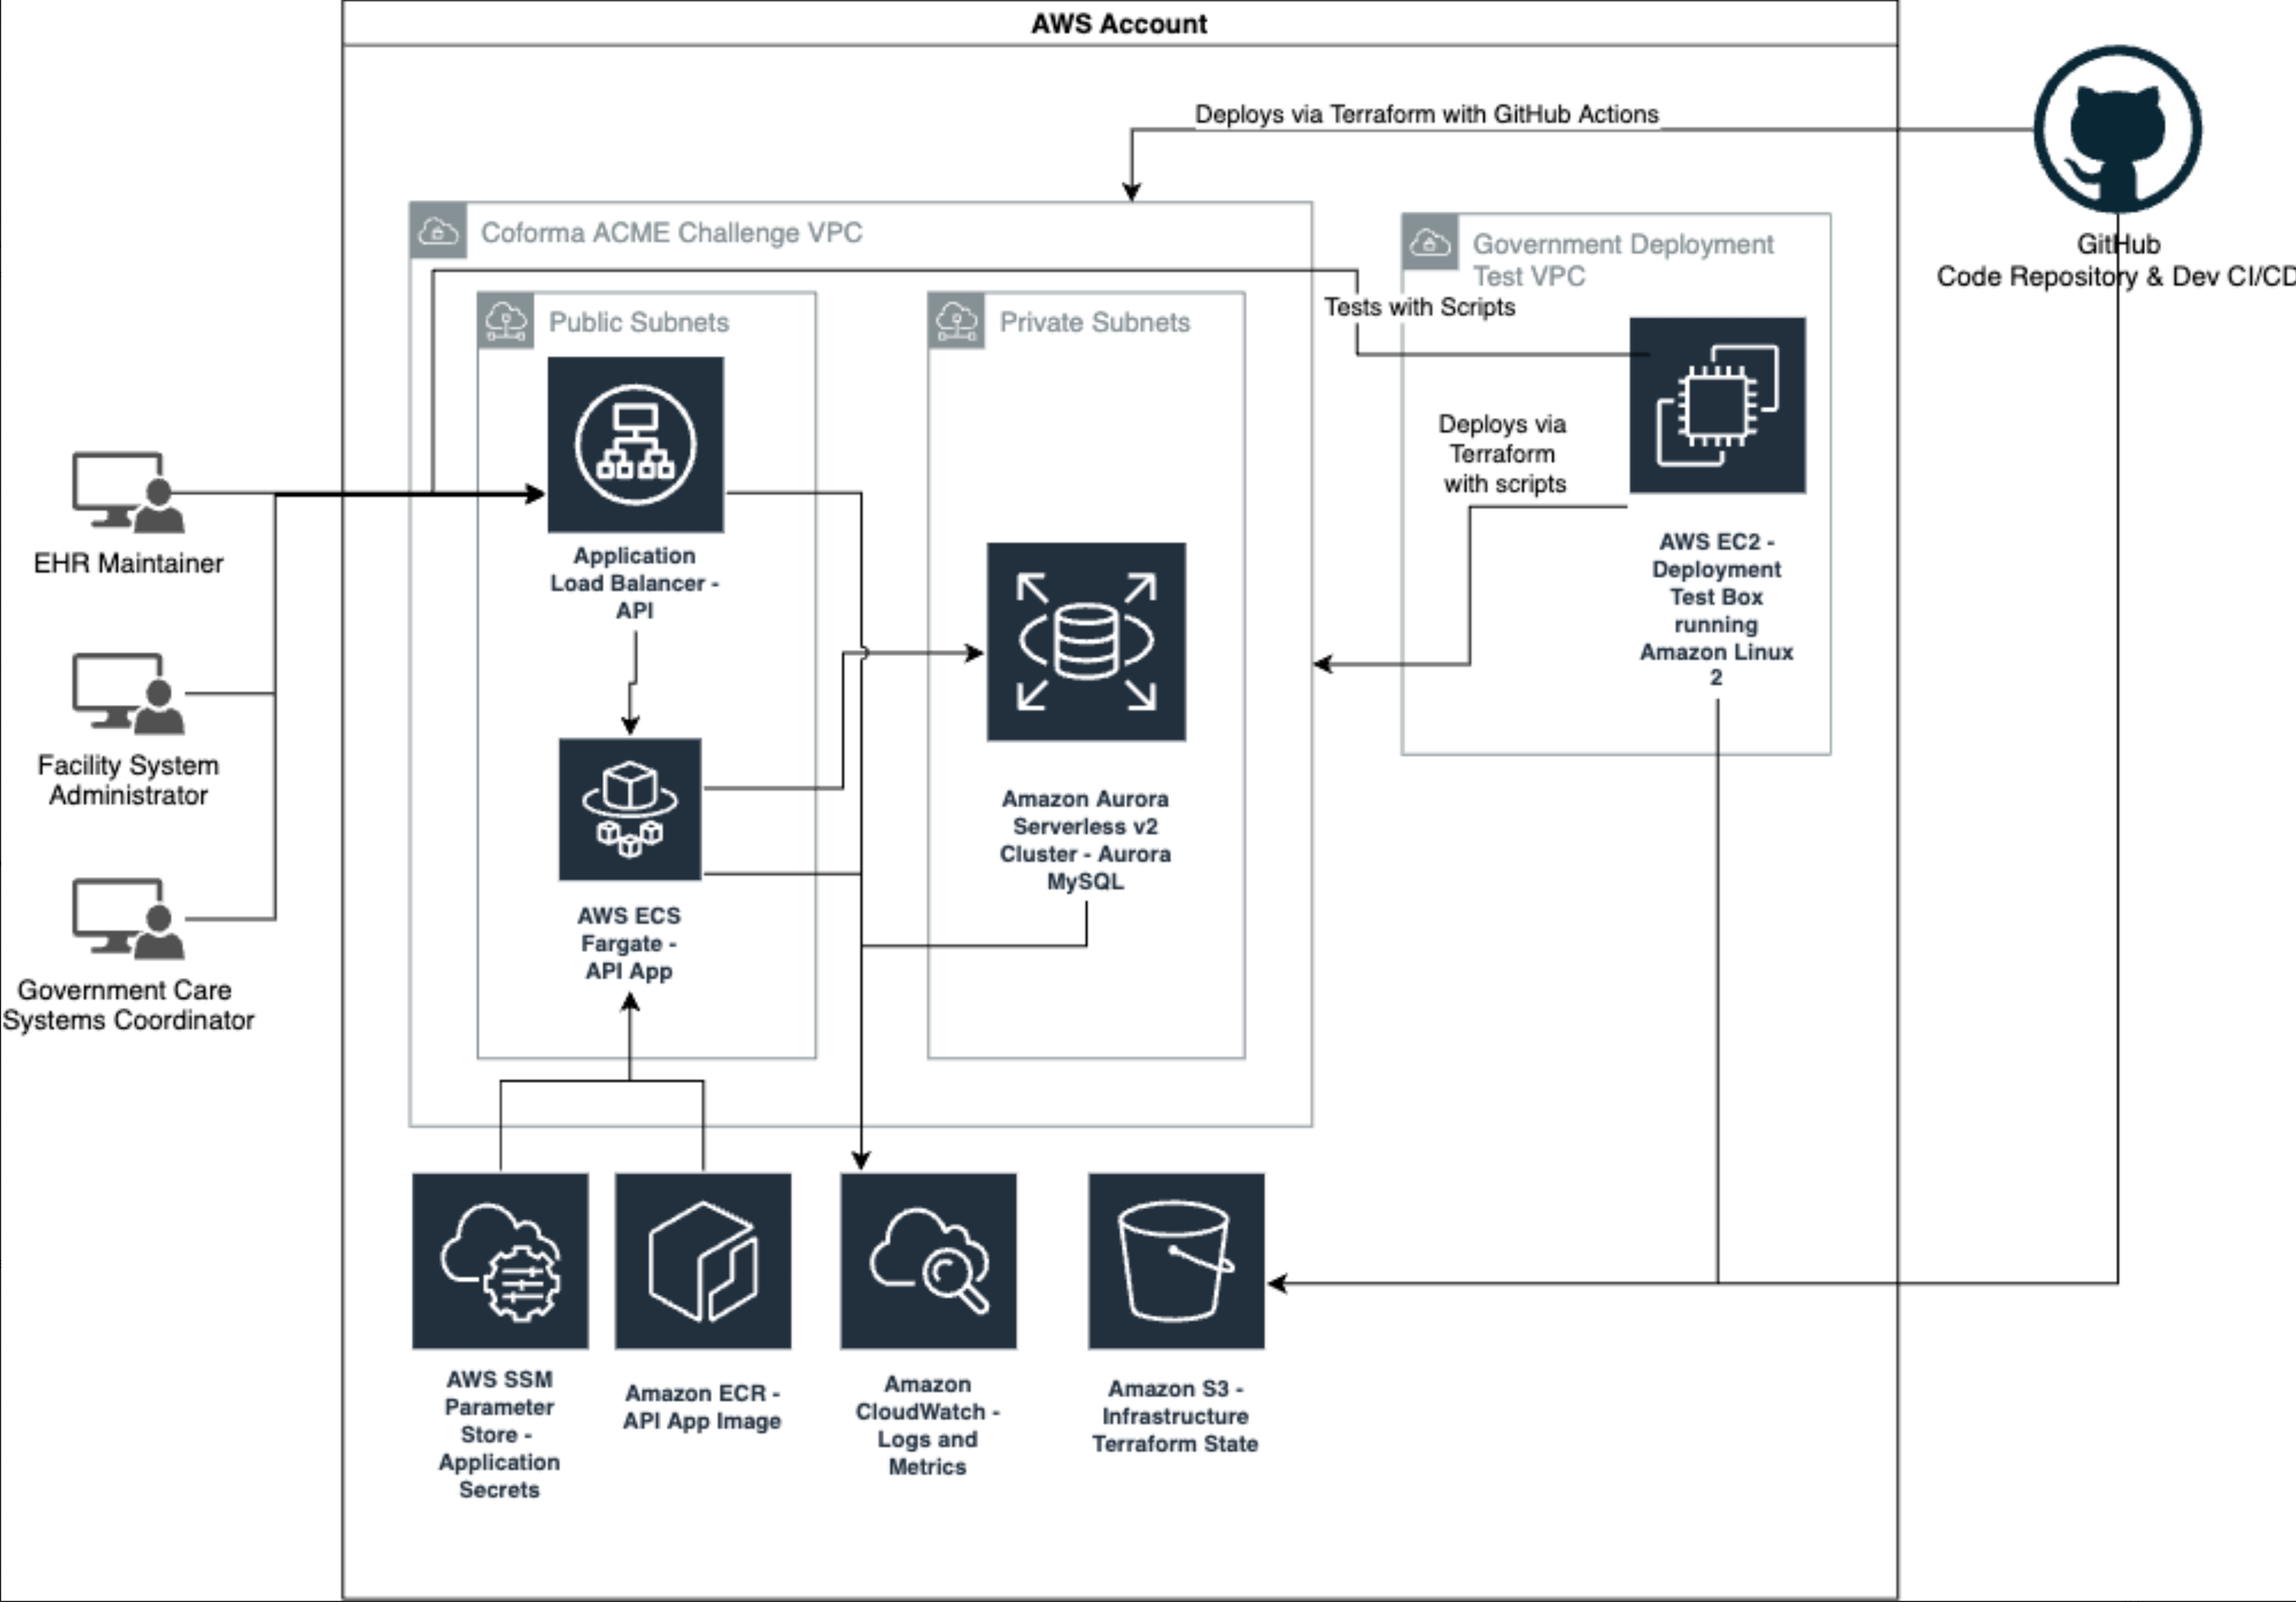 AWS Account
Deploys via Terraform with GitHub Actions
GitHub
Code Repository & Dev CI/CD
Coforma ACME Challenge VPC
Government Deployment
Test VPC
Tests with Scripts
Public Subnets
Private Subnets
Deploys via
Terraform
with scripts
EHR Maintainer
Facility System
Administrator
Government Care
Systems Coordinator
Application
Load Balancer -
API
AWS ECS
Fargate -
API App
Amazon Aurora
Serverless v2
Cluster - Aurora
MySQL
AWS EC2 -
Deployment
Test Box
running
Amazon Linux
2
AWS SSM
Parameter
Store -
Application
Secrets
Amazon ECR -
API App Image
Amazon
CloudWatch -
Logs and
Metrics
Amazon S3 -
Infrastructure
Terraform State